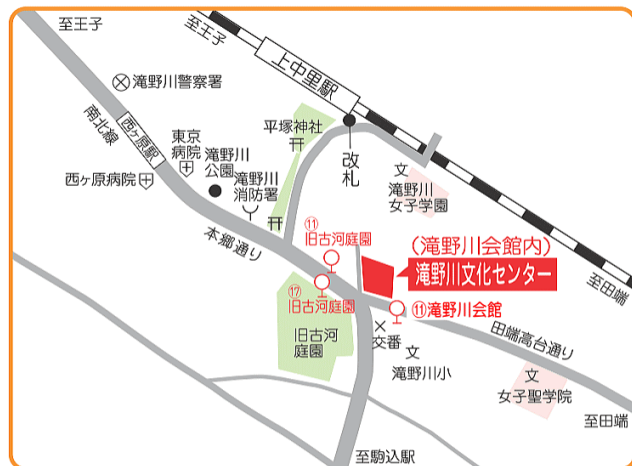 至王子
至王子
上中里駅
滝野川警察署
南北線
西ヶ原駅
東京
病院
西ヶ原病院
滝野川
公園
滝野川
消防署
平塚神社
改札
文
滝野川
女子学園
本郷通り
⑪
旧古河庭園
(滝野川会館内)
滝野川文化センター
至田端
⑰
旧古河庭園
⑪滝野川会館
旧古河
庭園
交番
文
滝野川小
田端高台通り
文
女子聖学院
至田端
至駒込駅